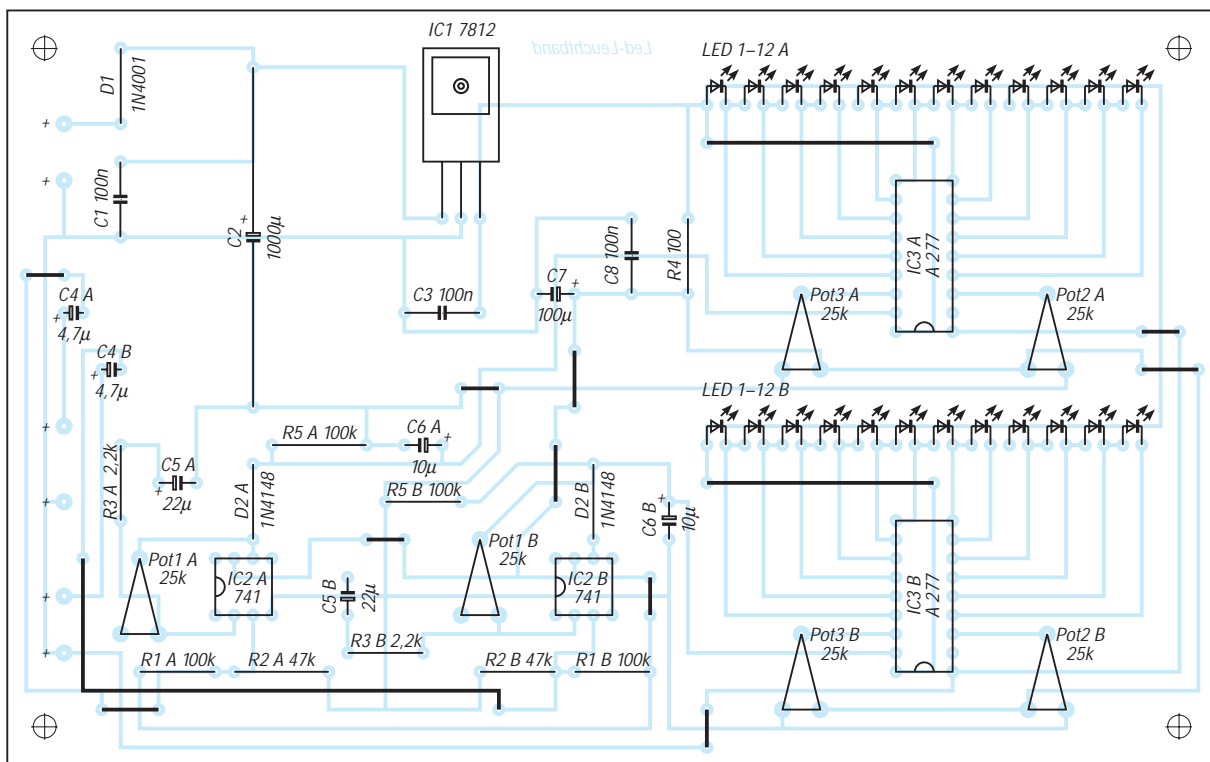 IC1 7812
Led-Leuchtband
LED 1–12 A
D1
1N4001
+
+
C1 100n
C2
+
1000µ
C8 100n
R4 100
IC3 A
A 277
C4 A
+
4,7µ
C3 100n
C7
+
100µ
Pot3 A
25k
Pot2 A
25k
C4 B
+
4,7µ
LED 1–12 B
+
R5 A 100k
C6 A
+
10µ
R3 A 2,2k
C5 A
+
22µ
D2 A
1N4148
R5 B 100k
D2 B
1N4148
C6 B
+
10µ
+
Pot1 A
25k
IC2 A
741
C5 B
22µ
Pot1 B
25k
IC2 B
741
IC3 B
A 277
+
+
R3 B 2,2k
Pot3 B
25k
Pot2 B
25k
R1 A 100k
R2 A 47k
R2 B 47k
R1 B 100k